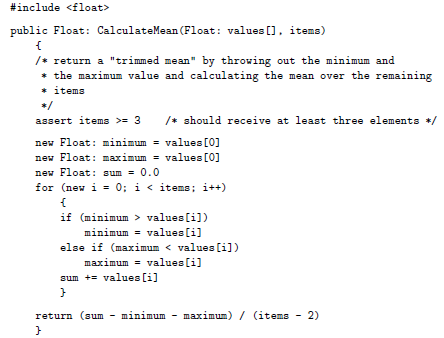 #include <float>
public Float: CalculateMean(Float: values[], items)
{
/* return a "trimmed mean" by throwing out the minimum and
* the maximum value and calculating the mean over the remaining
* items
*/
assert items >= 3 /* should receive at least three elements */
new Float: minimum = values[0]
new Float: maximum = values[0]
new Float: sum = 0.0
for (new i = 0; i < items; i++)
{
if (minimum > values[i])
minimum = values[i]
else if (maximum < values[i])
maximum = values[i]
sum += values[i]
}
return (sum - minimum - maximum) / (items - 2)
}